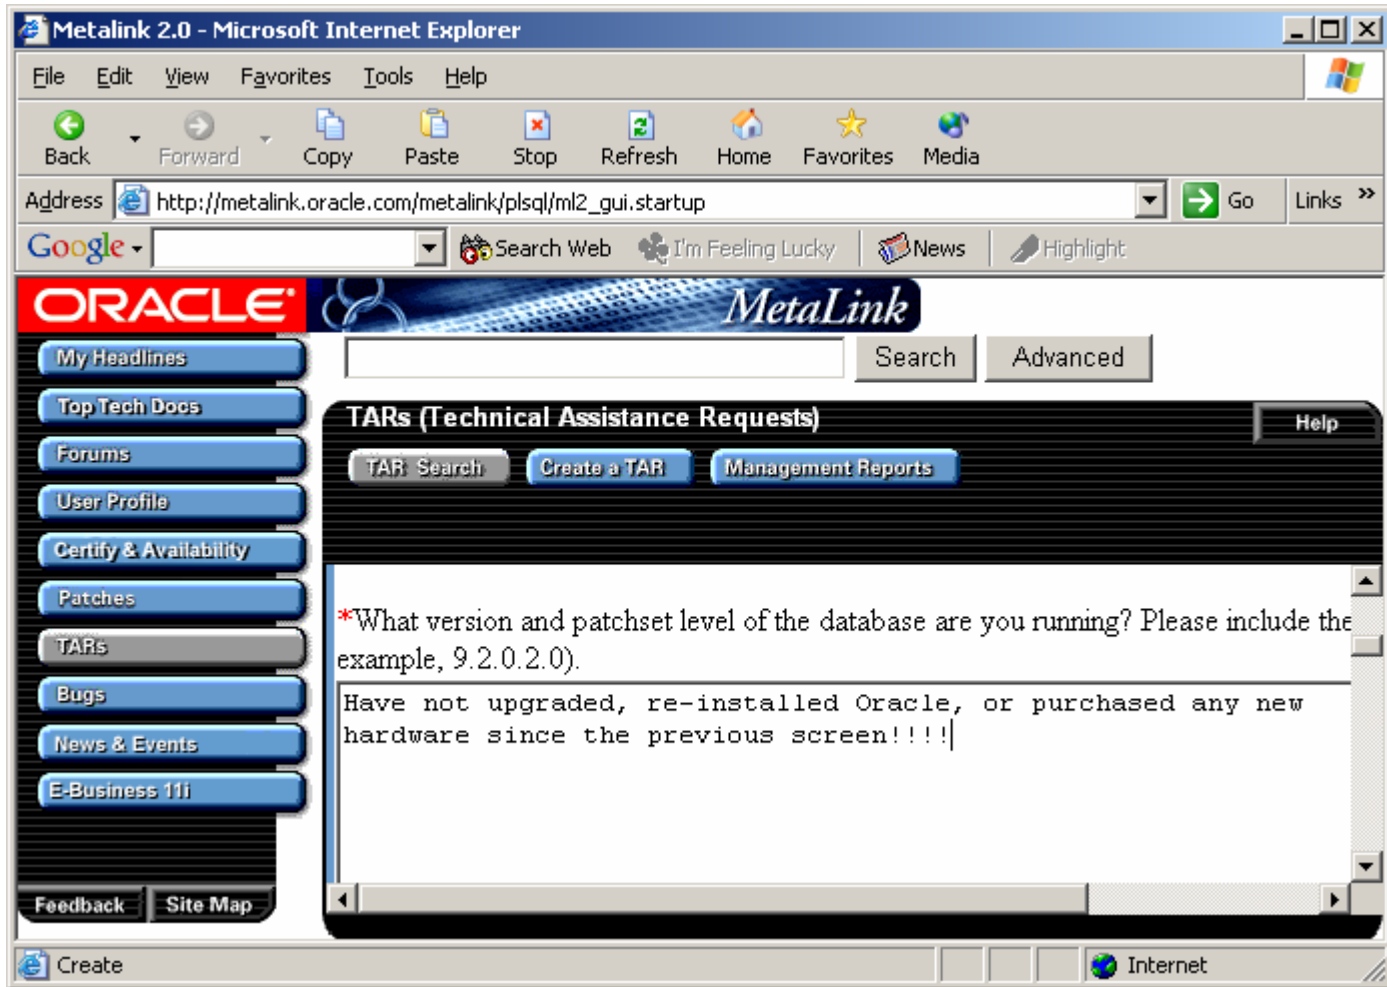 Metalink 2.0 - Microsoft Internet Explorer
File Edit View Favorites Tools Help
Back Forward Copy Paste Stop Refresh Home Favorites Media
Address http://metalink.oracle.com/metalink/plsql/ml2_gui.startup Go Links »
Google Search Web I'm Feeling Lucky News Highlight
ORACLE MetaLink
Search Advanced
My Headlines
Top Tech Docs
Forums
User Profile
Certify & Availability
Patches
TARs
Bugs
News & Events
E-Business 11i
Feedback Site Map
TARs (Technical Assistance Requests) Help
TAR Search Create a TAR Management Reports
*What version and patchset level of the database are you running? Please include the
example, 9.2.0.2.0).
Have not upgraded, re-installed Oracle, or purchased any new
hardware since the previous screen!!!!
Create Internet